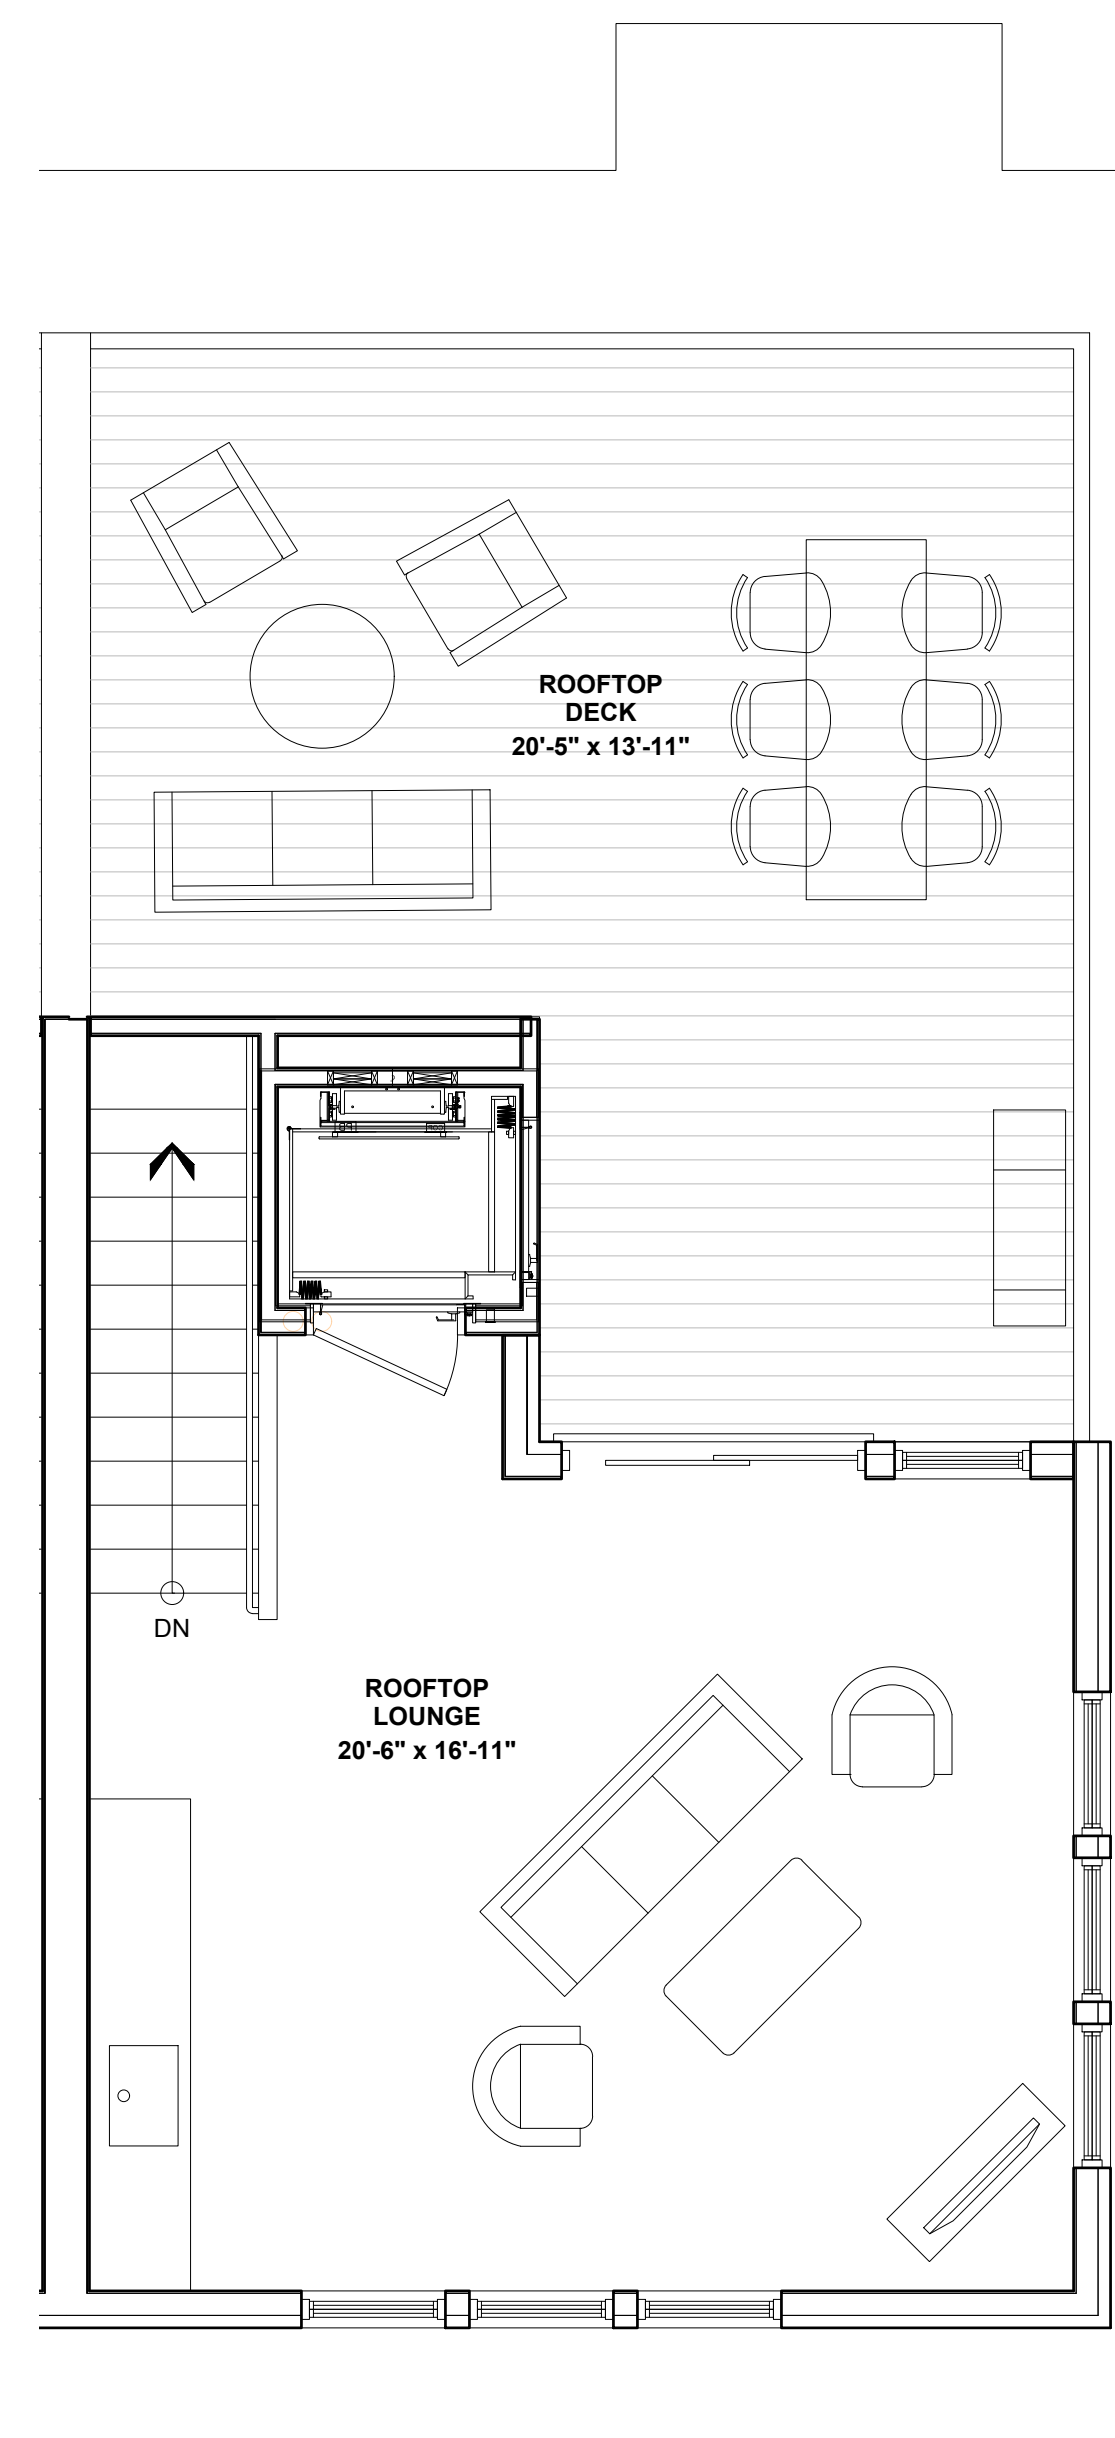 ROOFTOP
DECK
20'-5" x 13'-11"
DN
ROOFTOP
LOUNGE
20'-6" x 16'-11"